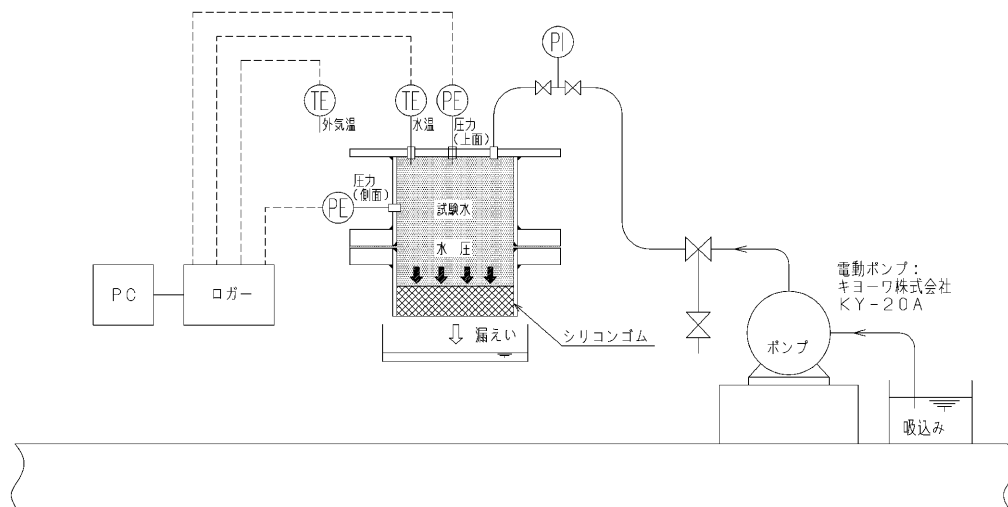 PI
TE
外気温
TE
水温
PE
圧力
(上面)
圧力
(側面)
PE
試験水
水 圧
PC
ロガー
漏えい
シリコンゴム
電動ポンプ：
キヨーワ株式会社
KY-20A
ポンプ
吸込み